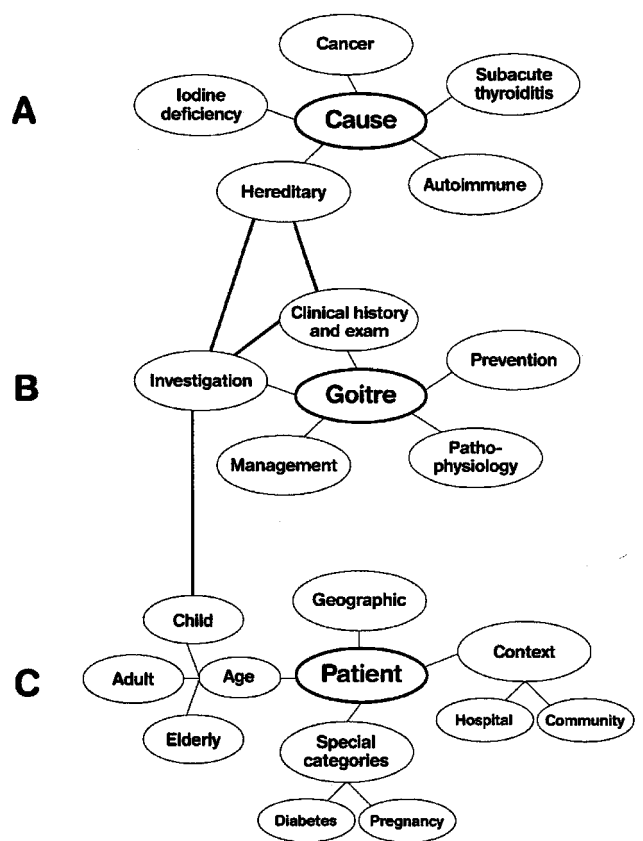 A
Cancer
Iodine
deficiency
Cause
Subacute
thyroiditis
Hereditary
Autoimmune
B
Clinical history
and exam
Investigation
Goitre
Prevention
Management
Patho-
physiology
C
Child
Geographic
Adult
Age
Patient
Context
Elderly
Special
categories
Hospital
Community
Diabetes
Pregnancy